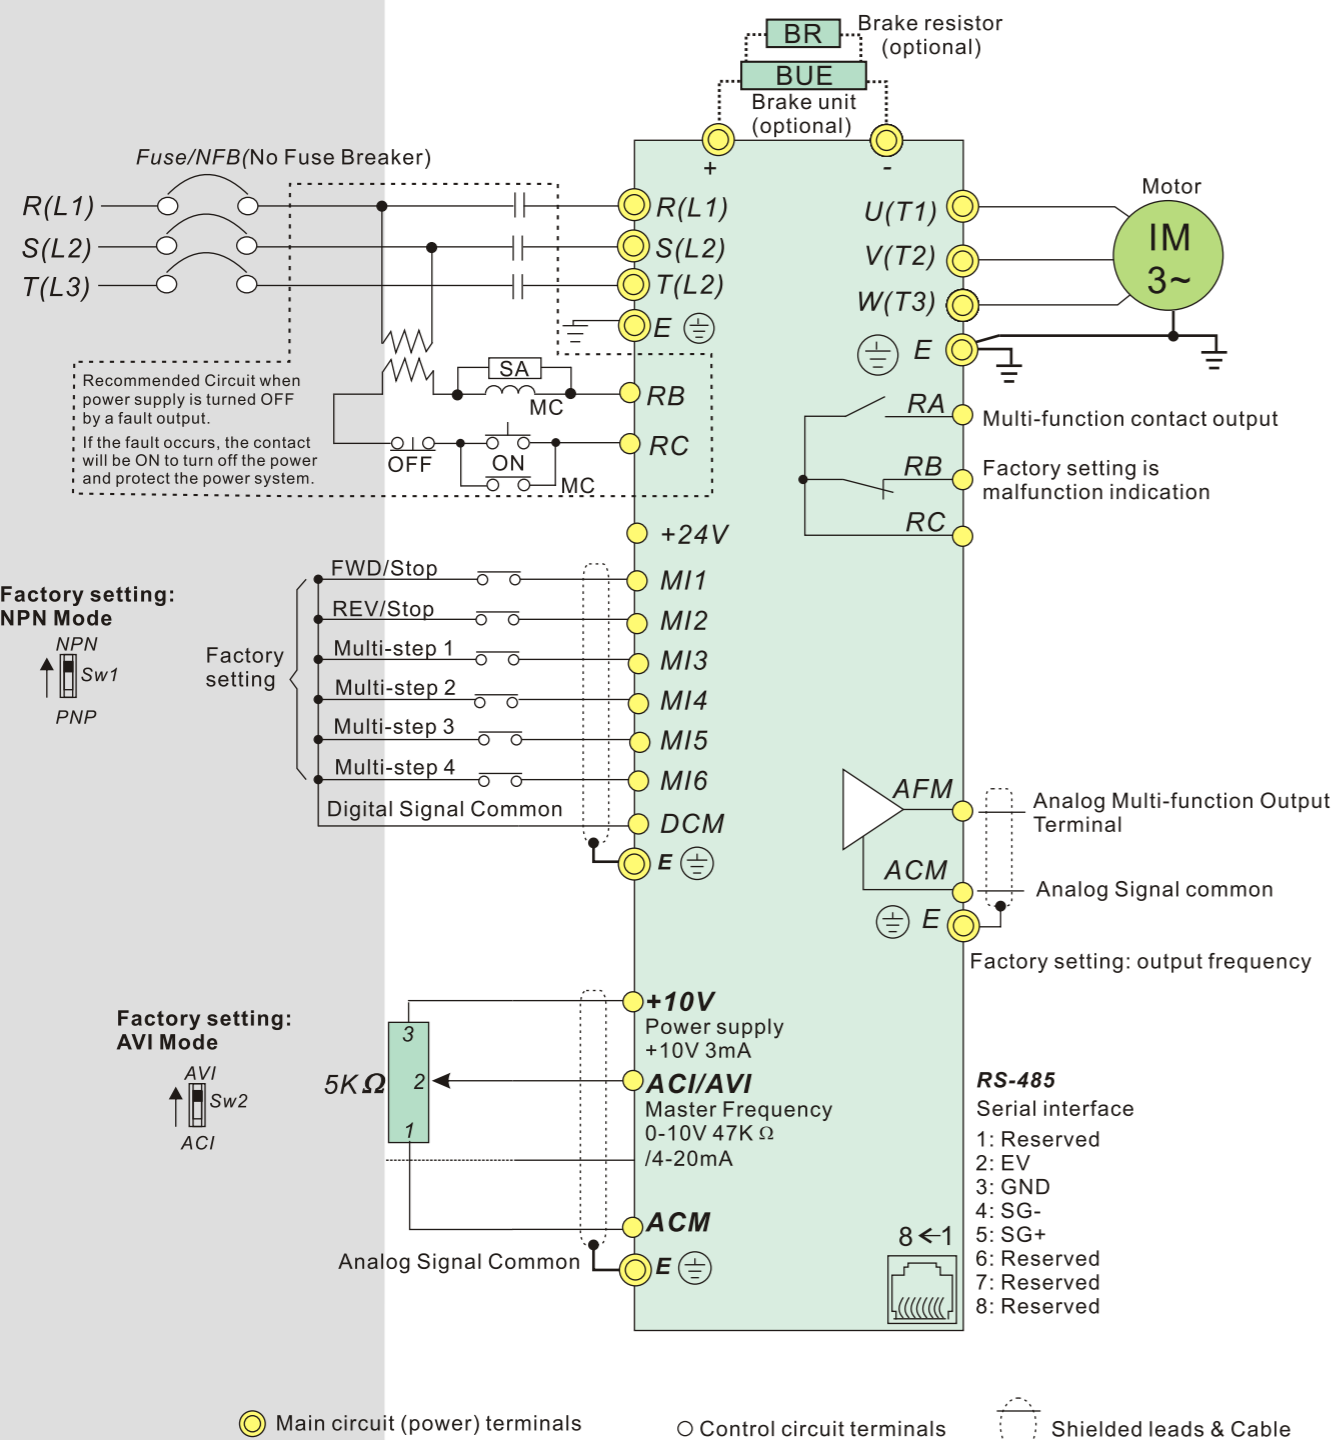 BR
Brake resistor
(optional)
BUE
Brake unit
(optional)
+
-
Fuse/NFB(No Fuse Breaker)
R(L1)
S(L2)
T(L3)
R(L1)
S(L2)
T(L2)
E
U(T1)
V(T2)
W(T3)
E
Motor
IM
3~
Recommended Circuit when
power supply is turned OFF
by a fault output.
If the fault occurs, the contact
will be ON to turn off the power
and protect the power system.
SA
MC
RB
OFF
ON
MC
RC
RA
Multi-function contact output
RB
Factory setting is
malfunction indication
RC
+24V
Factory setting:
NPN Mode
NPN
Sw1
PNP
Factory
setting
FWD/Stop
MI1
REV/Stop
MI2
Multi-step 1
MI3
Multi-step 2
MI4
Multi-step 3
MI5
Multi-step 4
MI6
Digital Signal Common
DCM
E
AFM
Analog Multi-function Output
Terminal
ACM
Analog Signal common
E
Factory setting: output frequency
Factory setting:
AVI Mode
AVI
Sw2
ACI
5KΩ
3
2
1
+10V
Power supply
+10V 3mA
ACI/AVI
Master Frequency
0-10V 47K Ω
/4-20mA
ACM
Analog Signal Common
E
RS-485
Serial interface
1: Reserved
2: EV
3: GND
4: SG-
5: SG+
6: Reserved
7: Reserved
8: Reserved
8←1
Main circuit (power) terminals
Control circuit terminals
Shielded leads & Cable